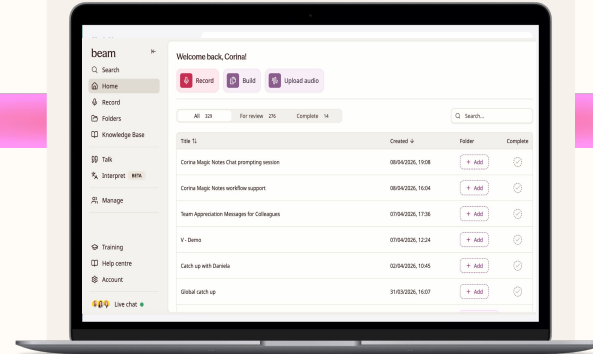 beam
Search
Home
Record
Folders
Knowledge Base
Talk
Interpret BETA
Manage
Training
Help centre
Account
Live chat
Welcome back, Corina!
Record Build Upload audio
All 329 For review 276 Complete 14
Search...
Title Created Folder Complete
Corina Magic Notes Chat prompting session 08/04/2026, 19:08 + Add
Corina Magic Notes workflow support 08/04/2026, 16:04 + Add
Team Appreciation Messages for Colleagues 07/04/2026, 17:36 + Add
V - Demo 07/04/2026, 12:24 + Add
Catch up with Daniela 02/04/2026, 10:45 + Add
Global catch up 31/03/2026, 16:07 + Add